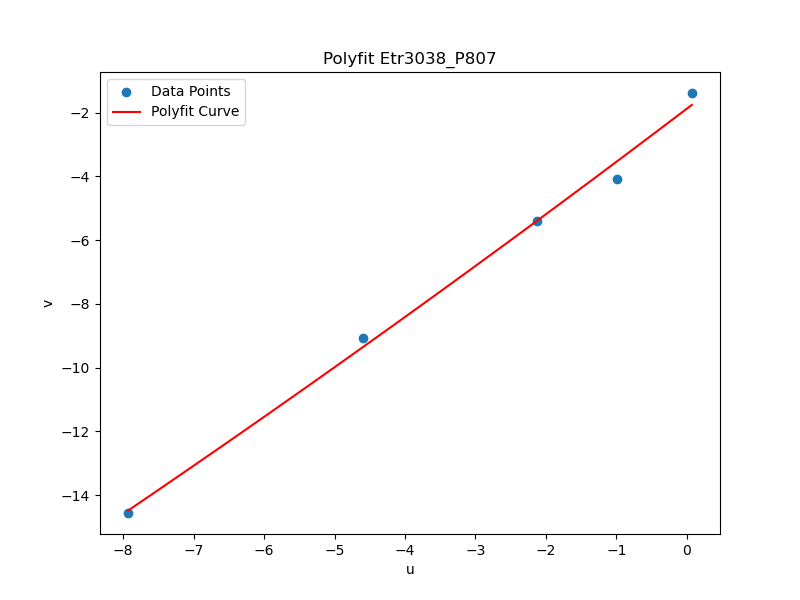 Polyfit Etr3038_P807
Data Points
Polyfit Curve
−2
−4
−6
−8
−10
−12
−14
v
−8 −7 −6 −5 −4 −3 −2 −1 0
u